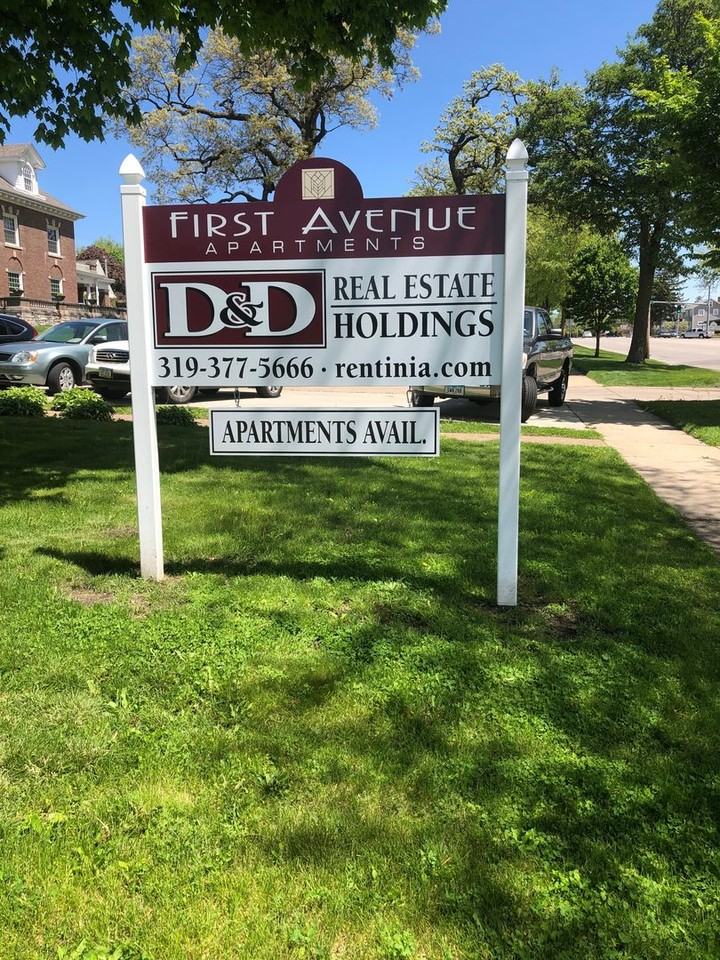 FIRST AVENUE
APARTMENTS
D&D REAL ESTATE
HOLDINGS
319-377-5666 · rentinia.com
APARTMENTS AVAIL.